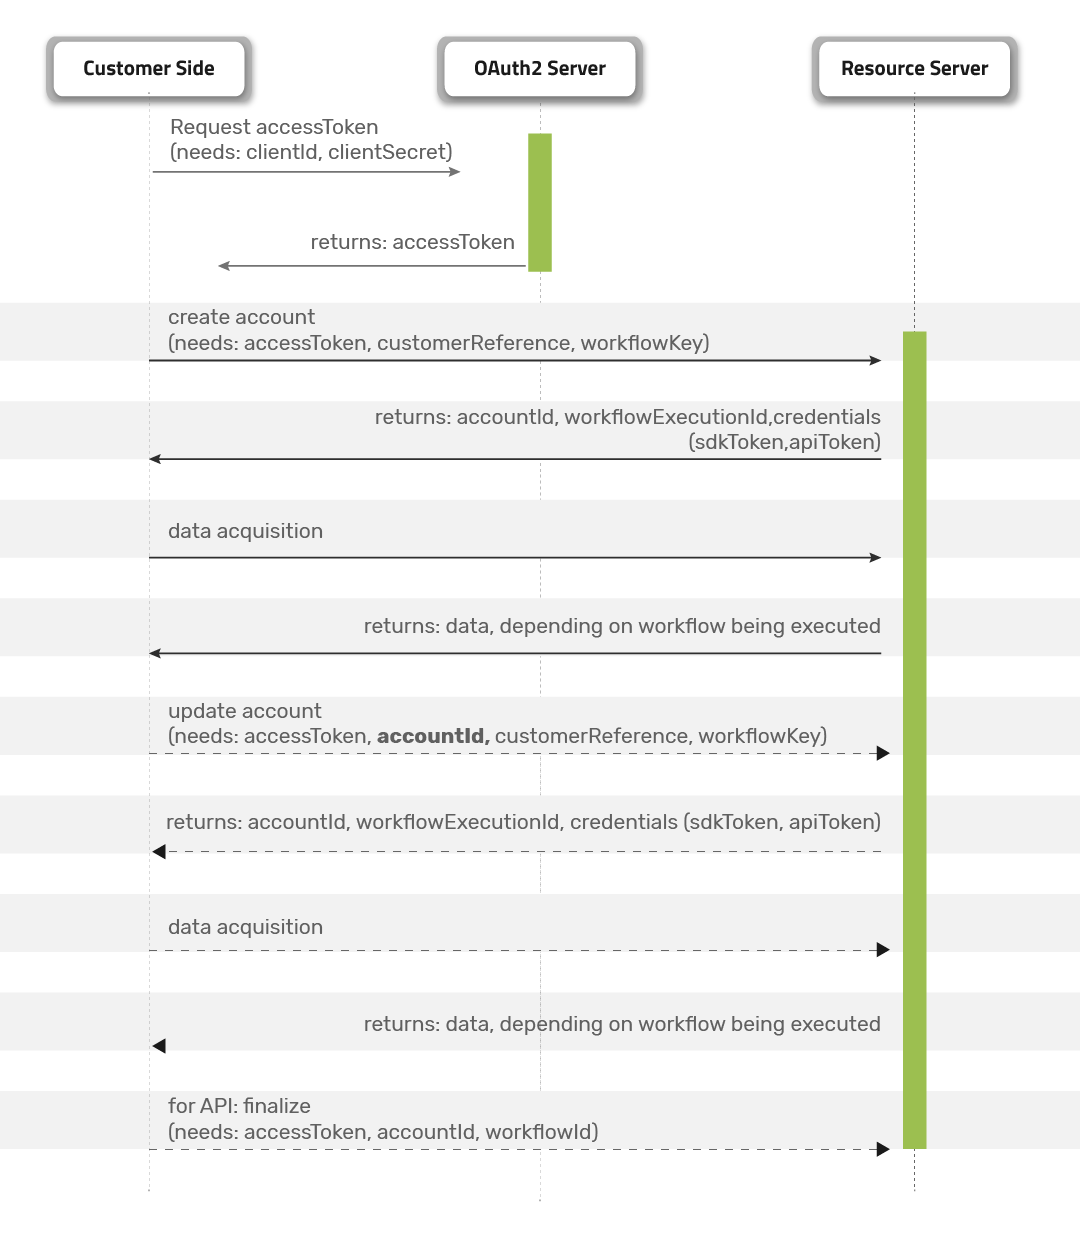 Customer Side
OAuth2 Server
Resource Server
Request accessToken
(needs: clientId, clientSecret)
returns: accessToken
create account
(needs: accessToken, customerReference, workflowKey)
returns: accountId, workflowExecutionId,credentials
(sdkToken,apiToken)
data acquisition
returns: data, depending on workflow being executed
update account
(needs: accessToken, accountId, customerReference, workflowKey)
returns: accountId, workflowExecutionId, credentials (sdkToken, apiToken)
data acquisition
returns: data, depending on workflow being executed
for API: finalize
(needs: accessToken, accountId, workflowId)